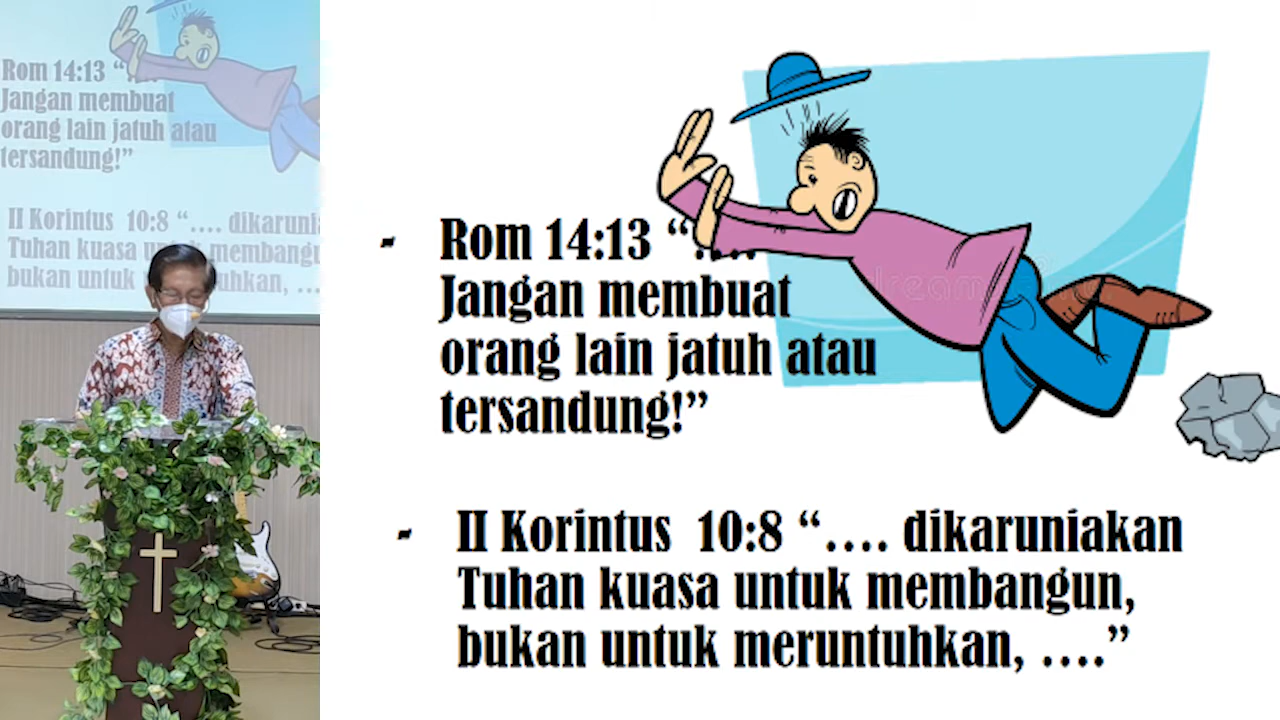 Rom 14:13 “....
Jangan membuat
orang lain jatuh atau
tersandung!”
II Korintus 10:8 “.... dikaruniakan
Tuhan kuasa untuk membangun,
bukan untuk meruntuhkan, ....”
Rom 14:13 “....
Jangan membuat
orang lain jatuh atau
tersandung!”
II Korintus 10:8 “.... dikarunia
Tuhan kuasa membangu
bukan untuk uhkan, ....